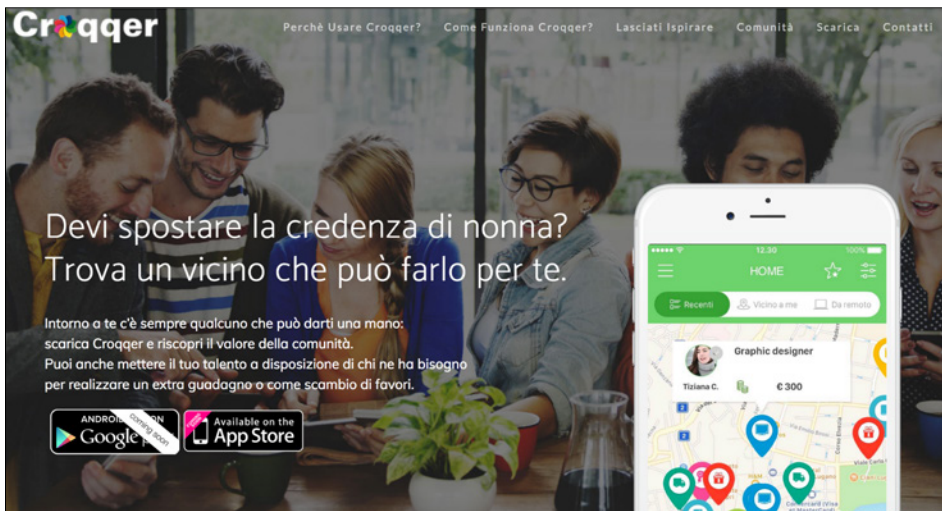 Croqqer
Perchè Usare Croqqer? Come Funziona Croqqer? Lasciati Ispirare Comunità Scarica Contatti
Devi spostare la credenza di nonna?
Trova un vicino che può farlo per te.
Intorno a te c'è sempre qualcuno che può darti una mano:
scarica Croqqer e riscopri il valore della comunità.
Puoi anche mettere il tuo talento a disposizione di chi ne ha bisogno
per realizzare un extra guadagno o come scambio di favori.
coming soon
Google
Available on the
App Store
12.30 100%
HOME
Recenti Vicino a me Da remoto
Graphic designer
Tiziana C. € 300
2
2